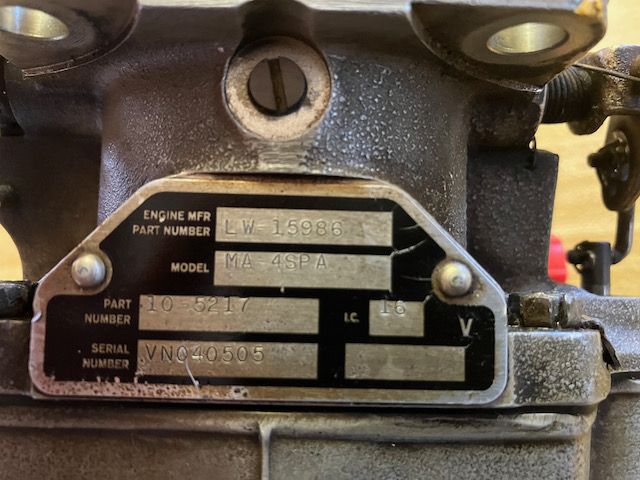 ENGINE MFR
PART NUMBER LW-15986
MODEL MA-4SPA
PART NUMBER 10-5217 I.C. 16
V
SERIAL NUMBER VN040505